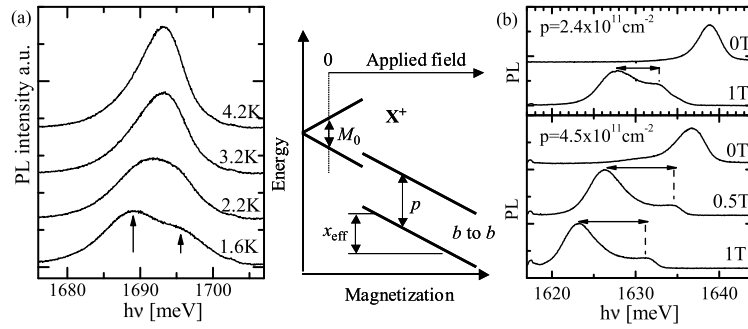 (a)
PL intensity a.u.
4.2K
3.2K
2.2K
1.6K
1680 1690 1700
hν [meV]
0 Applied field
X⁺
M₀
Energy
p
x_eff
b to b
Magnetization
(b)
p=2.4x10¹¹cm⁻²
0T
PL
1T
p=4.5x10¹¹cm⁻²
0T
PL
0.5T
1T
1620 1630 1640
hν [meV]